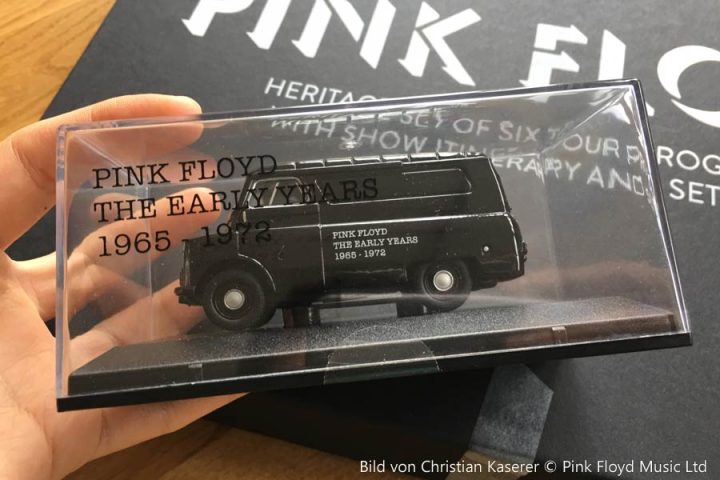 PINK FLO
HERITAG
SET OF SIX TOUR PROG
WITH SHOW ITINERARY AND
SET
PINK FLOYD
THE EARLY YEARS
1965 - 1972
PINK FLOYD
THE EARLY YEARS
1965 - 1972
Bild von Christian Kaserer © Pink Floyd Music Ltd